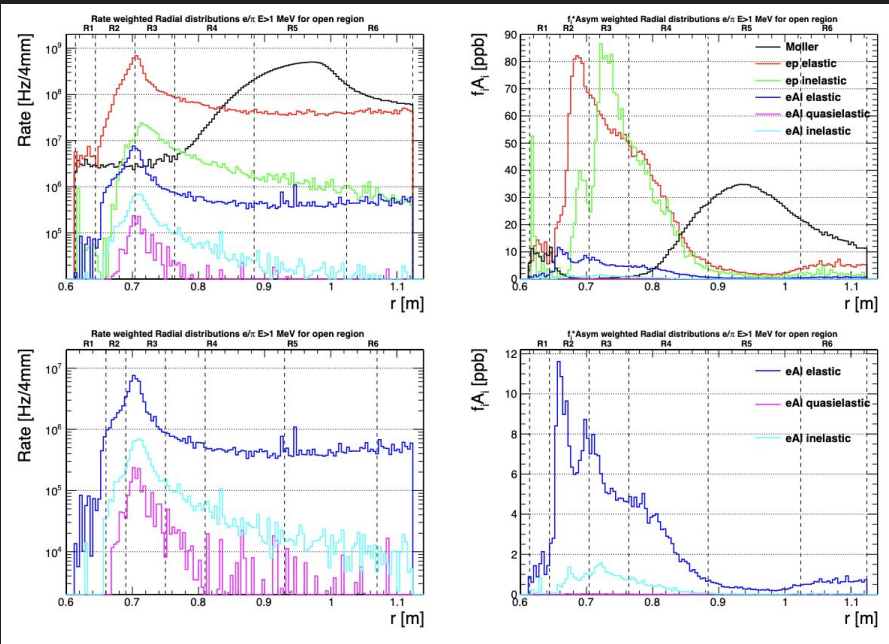 Rate weighted Radial distributions e/π E>1 MeV for open region
R1 R2 R3 R4 R5 R6
Rate [Hz/4mm]
10⁹
10⁸
10⁷
10⁶
10⁵
0.6 0.7 0.8 0.9 1 1.1
r [m]
fᵢ*Asym weighted Radial distributions e/π E>1 MeV for open region
R1 R2 R3 R4 R5 R6
fᵢAᵢ [ppb]
90
80
70
60
50
40
30
20
10
0
Moller
ep elastic
ep inelastic
eAl elastic
eAl quasielastic
eAl inelastic
0.6 0.7 0.8 0.9 1 1.1
r [m]
Rate weighted Radial distributions e/π E>1 MeV for open region
R1 R2 R3 R4 R5 R6
Rate [Hz/4mm]
10⁷
10⁶
10⁵
10⁴
0.6 0.7 0.8 0.9 1 1.1
r [m]
fᵢ*Asym weighted Radial distributions e/π E>1 MeV for open region
R1 R2 R3 R4 R5 R6
fᵢAᵢ [ppb]
12
10
8
6
4
2
0
eAl elastic
eAl quasielastic
eAl inelastic
0.6 0.7 0.8 0.9 1 1.1
r [m]